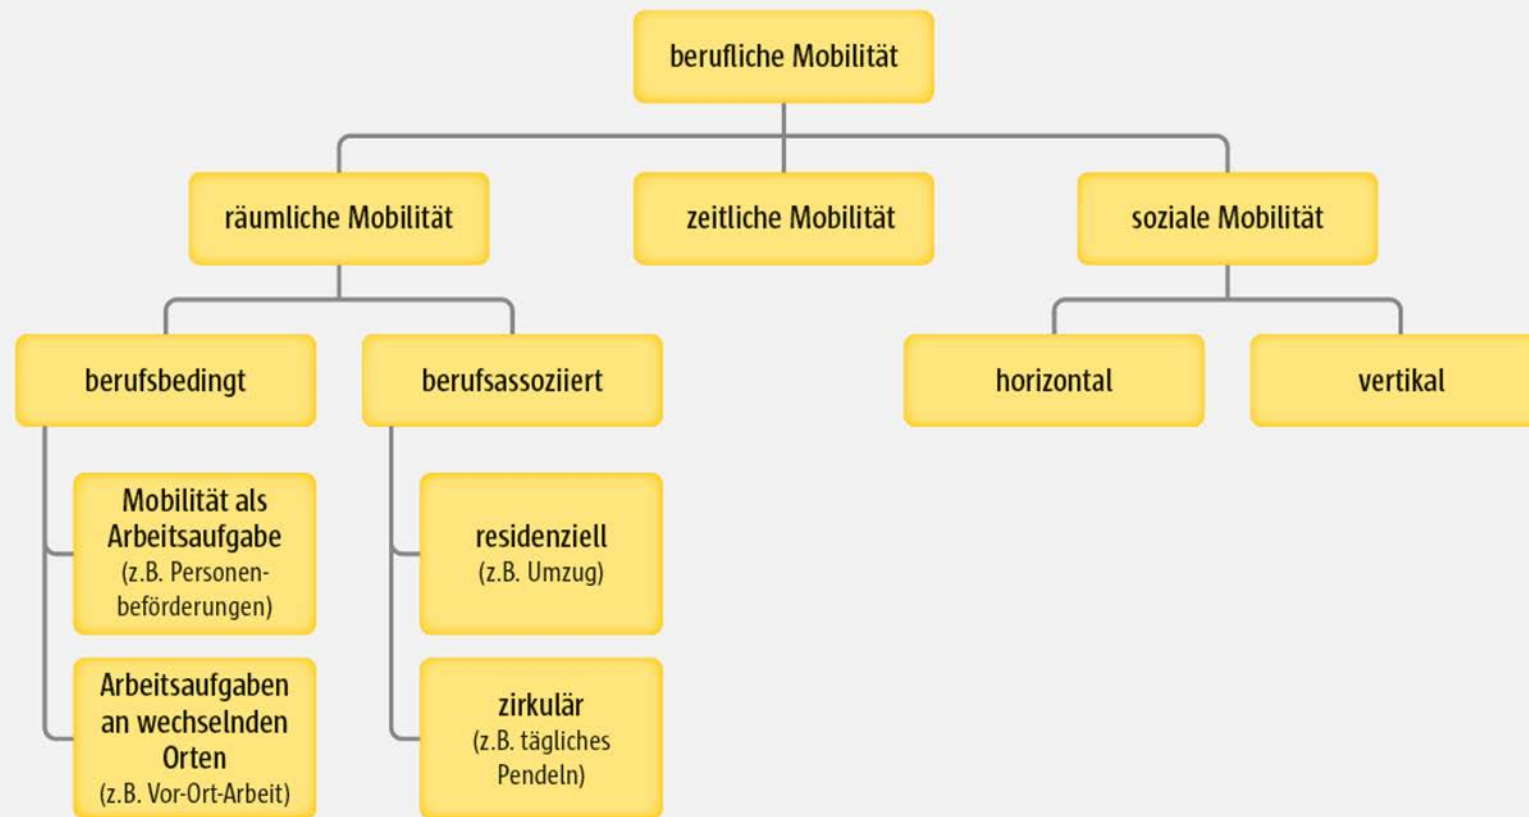 berufliche Mobilität
räumliche Mobilität
zeitliche Mobilität
soziale Mobilität
berufsbedingt
berufsassoziiert
horizontal
vertikal
Mobilität als
Arbeitsaufgabe
(z.B. Personen-
beförderungen)
residenziell
(z.B. Umzug)
Arbeitsaufgaben
an wechselnden
Orten
(z.B. Vor-Ort-Arbeit)
zirkulär
(z.B. tägliches
Pendeln)